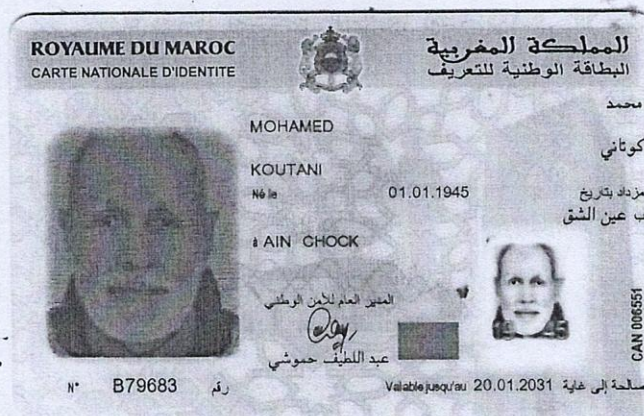 ROYAUME DU MAROC
المملكة المغربية
CARTE NATIONALE D'IDENTITE
البطاقة الوطنية للتعريف
محمد
MOHAMED
كوتاني
KOUTANI
Né le 01.01.1945 مزداد بتاريخ
ب عين الشق
à AIN CHOCK
المدير العام للأمن الوطني
عبد اللطيف حموشي
CAN 006551
N° B79683 رقم
Valable jusqu'au 20.01.2031 صالحة إلى غاية